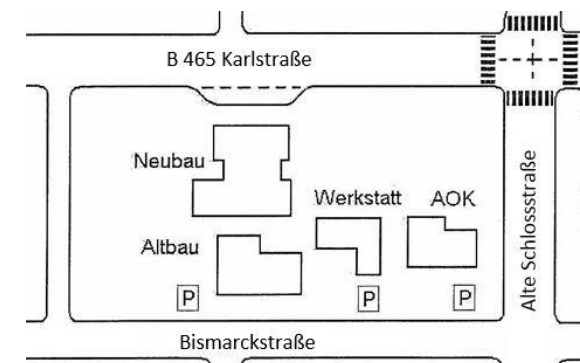 B 465 Karlstraße
Neubau
Werkstatt
AOK
Altbau
Alte Schlossstraße
P
P
P
Bismarckstraße